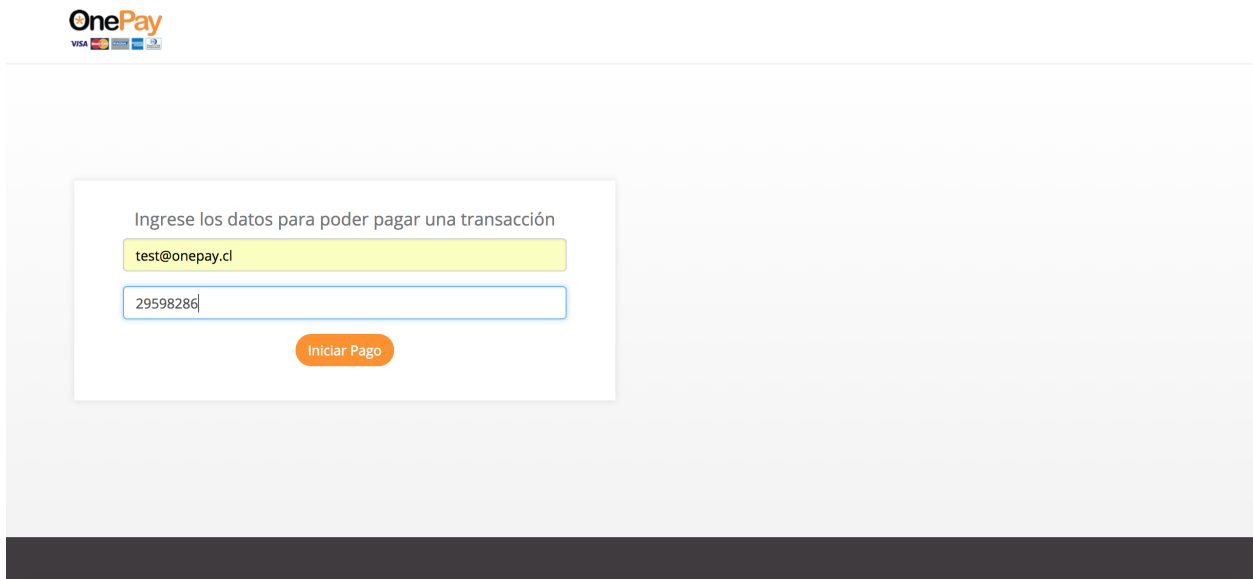 OnePay
VISA
Ingrese los datos para poder pagar una transacción
test@onepay.cl
29598286
Iniciar Pago